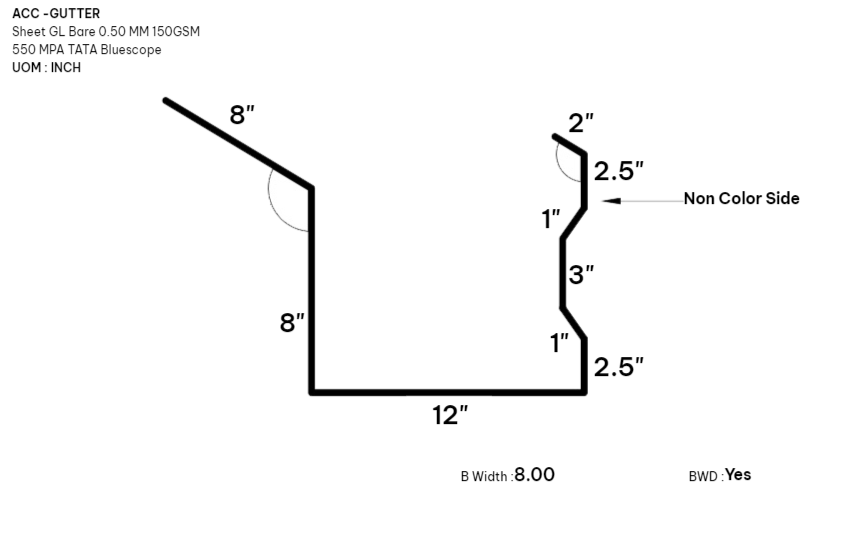 ACC -GUTTER
Sheet GL Bare 0.50 MM 150GSM
550 MPA TATA Bluescope
UOM : INCH
8"
2"
2.5"
Non Color Side
1"
3"
8"
1"
2.5"
12"
B Width :8.00
BWD :Yes